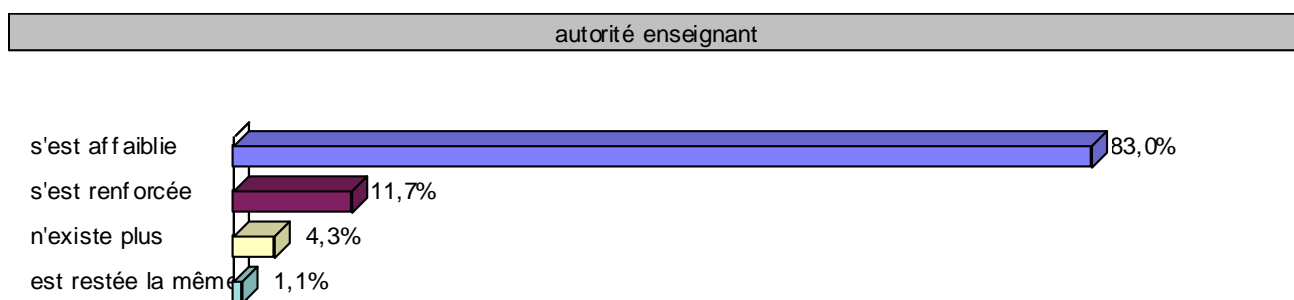 autorité enseignant
s'est affaiblie 83,0%
s'est renforcée 11,7%
n'existe plus 4,3%
est restée la même 1,1%